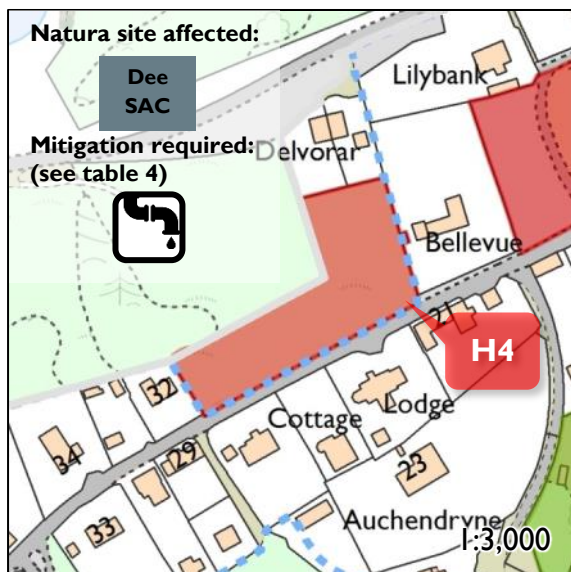 Natura site affected:
Dee
SAC
Mitigation required:
(see table 4)
Lilybank
Delvorar
Bellevue
21
H4
32
Cottage
Lodge
34
29
23
33
Auchendryne
1:3,000